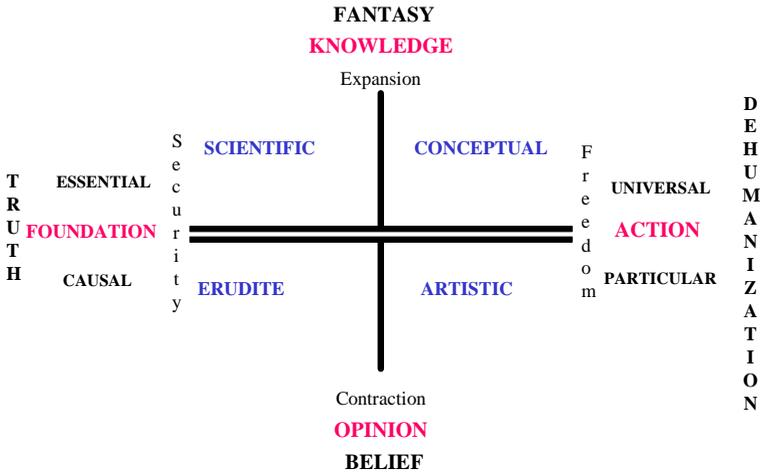 FANTASY
KNOWLEDGE
Expansion
SCIENTIFIC
CONCEPTUAL
Security
Freedom
TRUTH
DEHUMANIZATION
ESSENTIAL
UNIVERSAL
FOUNDATION
ACTION
CAUSAL
PARTICULAR
ERUDITE
ARTISTIC
Contraction
OPINION
BELIEF